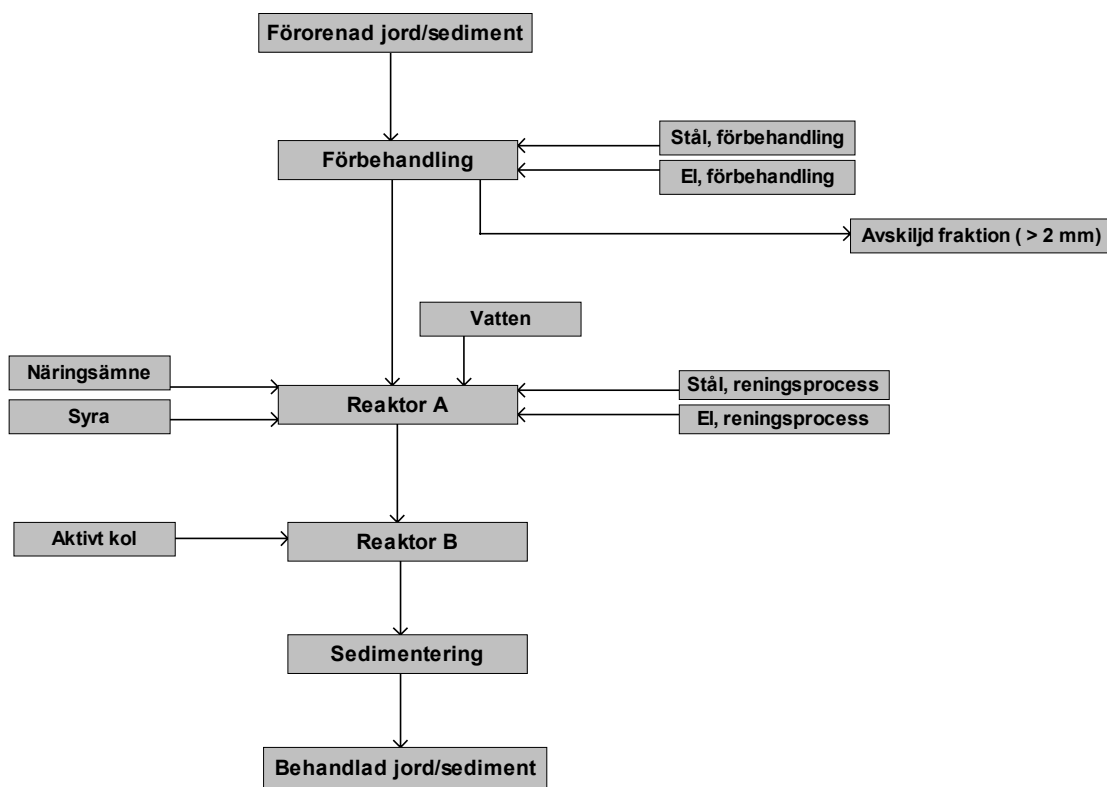 Förorenad jord/sediment
Stål, förbehandling
Förbehandling
El, förbehandling
Avskiljd fraktion ( > 2 mm)
Vatten
Näringsämne
Stål, reningsprocess
Reaktor A
Syra
El, reningsprocess
Aktivt kol
Reaktor B
Sedimentering
Behandlad jord/sediment